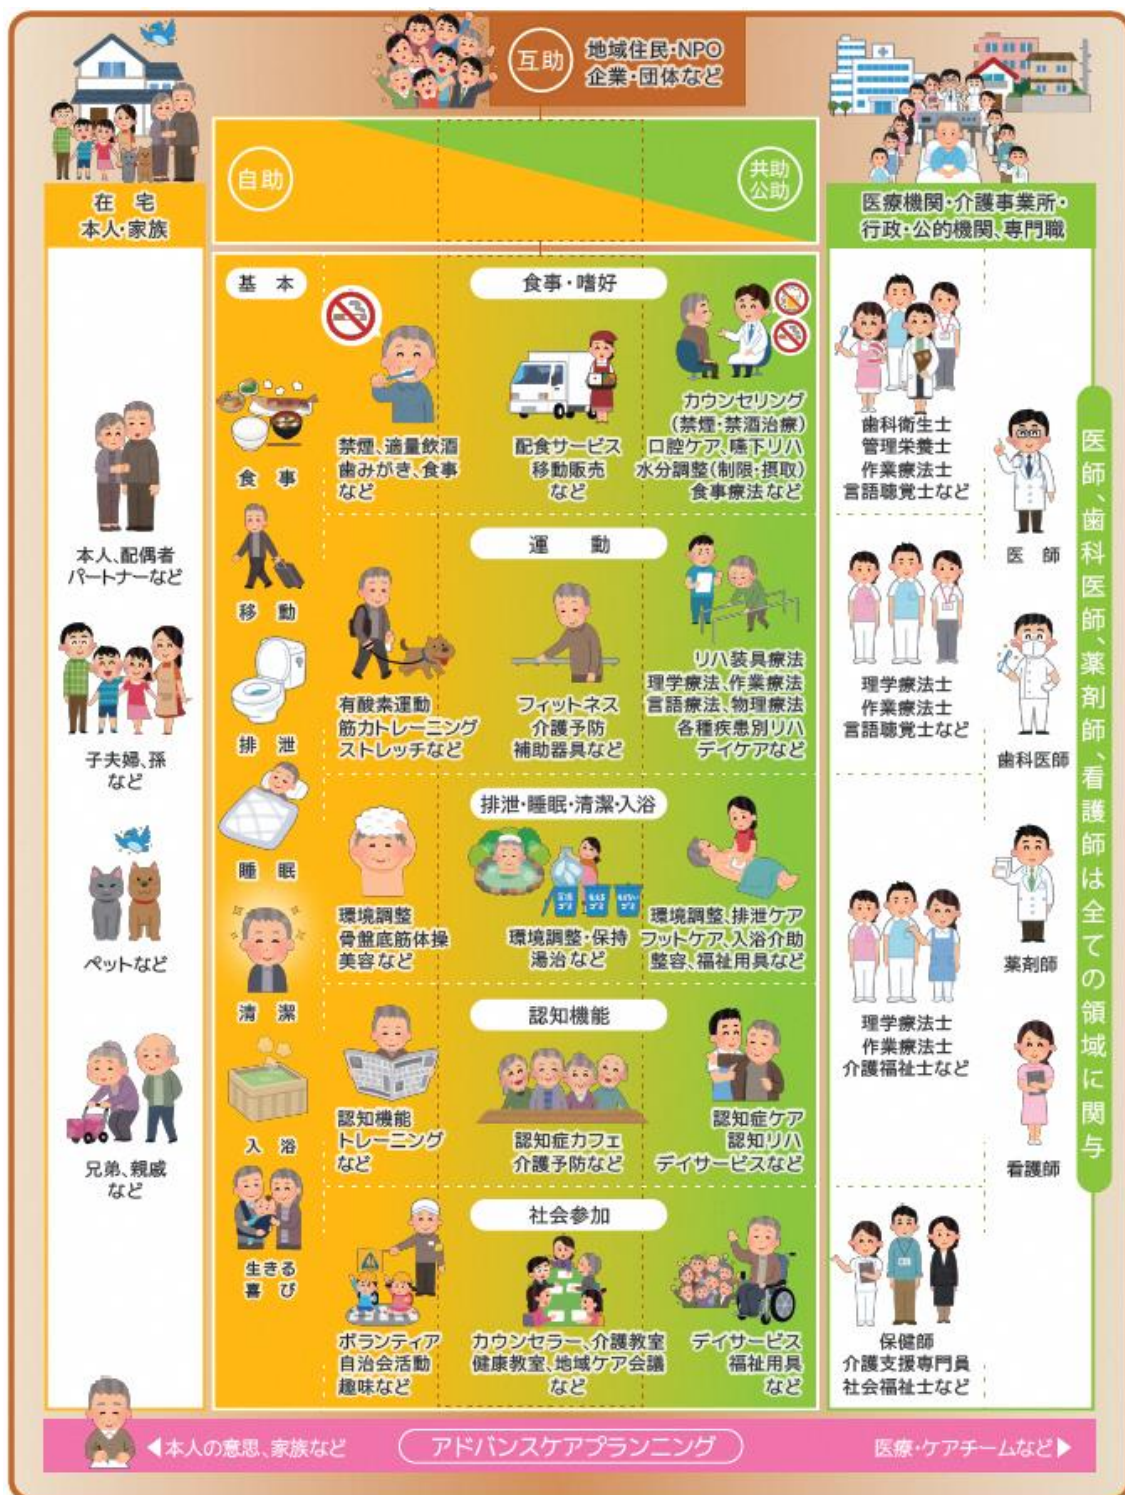 互助
地域住民・NPO
企業・団体など
自助
共助
公助
在　宅
本人・家族
医療機関・介護事業所・
行政・公的機関、専門職
本人、配偶者
パートナーなど
子夫婦、孫
など
ペットなど
兄弟、親戚
など
基　本
食　事
移　動
排　泄
睡　眠
清　潔
入　浴
生きる
喜　び
食事・嗜好
禁煙、適量飲酒
歯みがき、食事
など
配食サービス
移動販売
など
カウンセリング
（禁煙・禁酒治療）
口腔ケア、嚥下リハ
水分調整（制限・摂取）
食事療法など
運　動
有酸素運動
筋力トレーニング
ストレッチなど
フィットネス
介護予防
補助器具など
リハ装具療法
理学療法、作業療法
言語療法、物理療法
各種疾患別リハ
デイケアなど
排泄・睡眠・清潔・入浴
環境調整
骨盤底筋体操
美容など
環境調整・保持
湯治など
環境調整、排泄ケア
フットケア、入浴介助
整容、福祉用具など
認知機能
認知機能
トレーニング
など
認知症カフェ
介護予防など
認知症ケア
認知リハ
デイサービスなど
社会参加
ボランティア
自治会活動
趣味など
カウンセラー、介護教室
健康教室、地域ケア会議
など
デイサービス
福祉用具
など
歯科衛生士
管理栄養士
作業療法士
言語聴覚士など
理学療法士
作業療法士
言語聴覚士など
理学療法士
作業療法士
介護福祉士など
保健師
介護支援専門員
社会福祉士など
医　師
歯科医師
薬剤師
看護師
医師、歯科医師、薬剤師、看護師は全ての領域に関与
◀本人の意思、家族など
アドバンスケアプランニング
医療・ケアチームなど▶